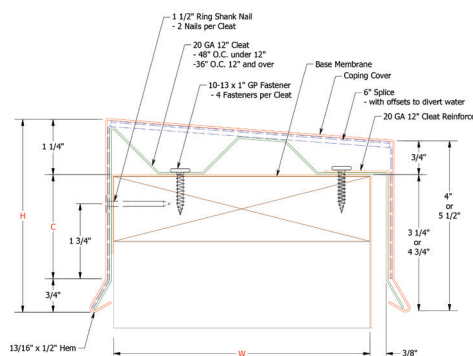 1 1/2" Ring Shank Nail
- 2 Nails per Cleat
20 GA 12" Cleat
- 48" O.C. under 12"
-36" O.C. 12" and over
10-13 x 1" GP Fastener
- 4 Fasteners per Cleat
Base Membrane
Coping Cover
6" Splice
- with offsets to divert water
20 GA 12" Cleat Reinforce
1 1/4"
3/4"
H
C
4"
or
5 1/2"
1 3/4"
3 1/4"
or
4 3/4"
3/4"
13/16" x 1/2" Hem
W
3/8"